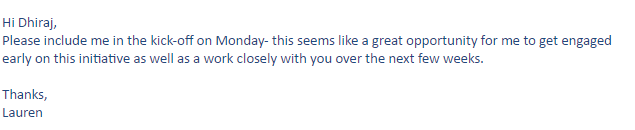 Hi Dhiraj,
Please include me in the kick-off on Monday- this seems like a great opportunity for me to get engaged
early on this initiative as well as a work closely with you over the next few weeks.
Thanks,
Lauren